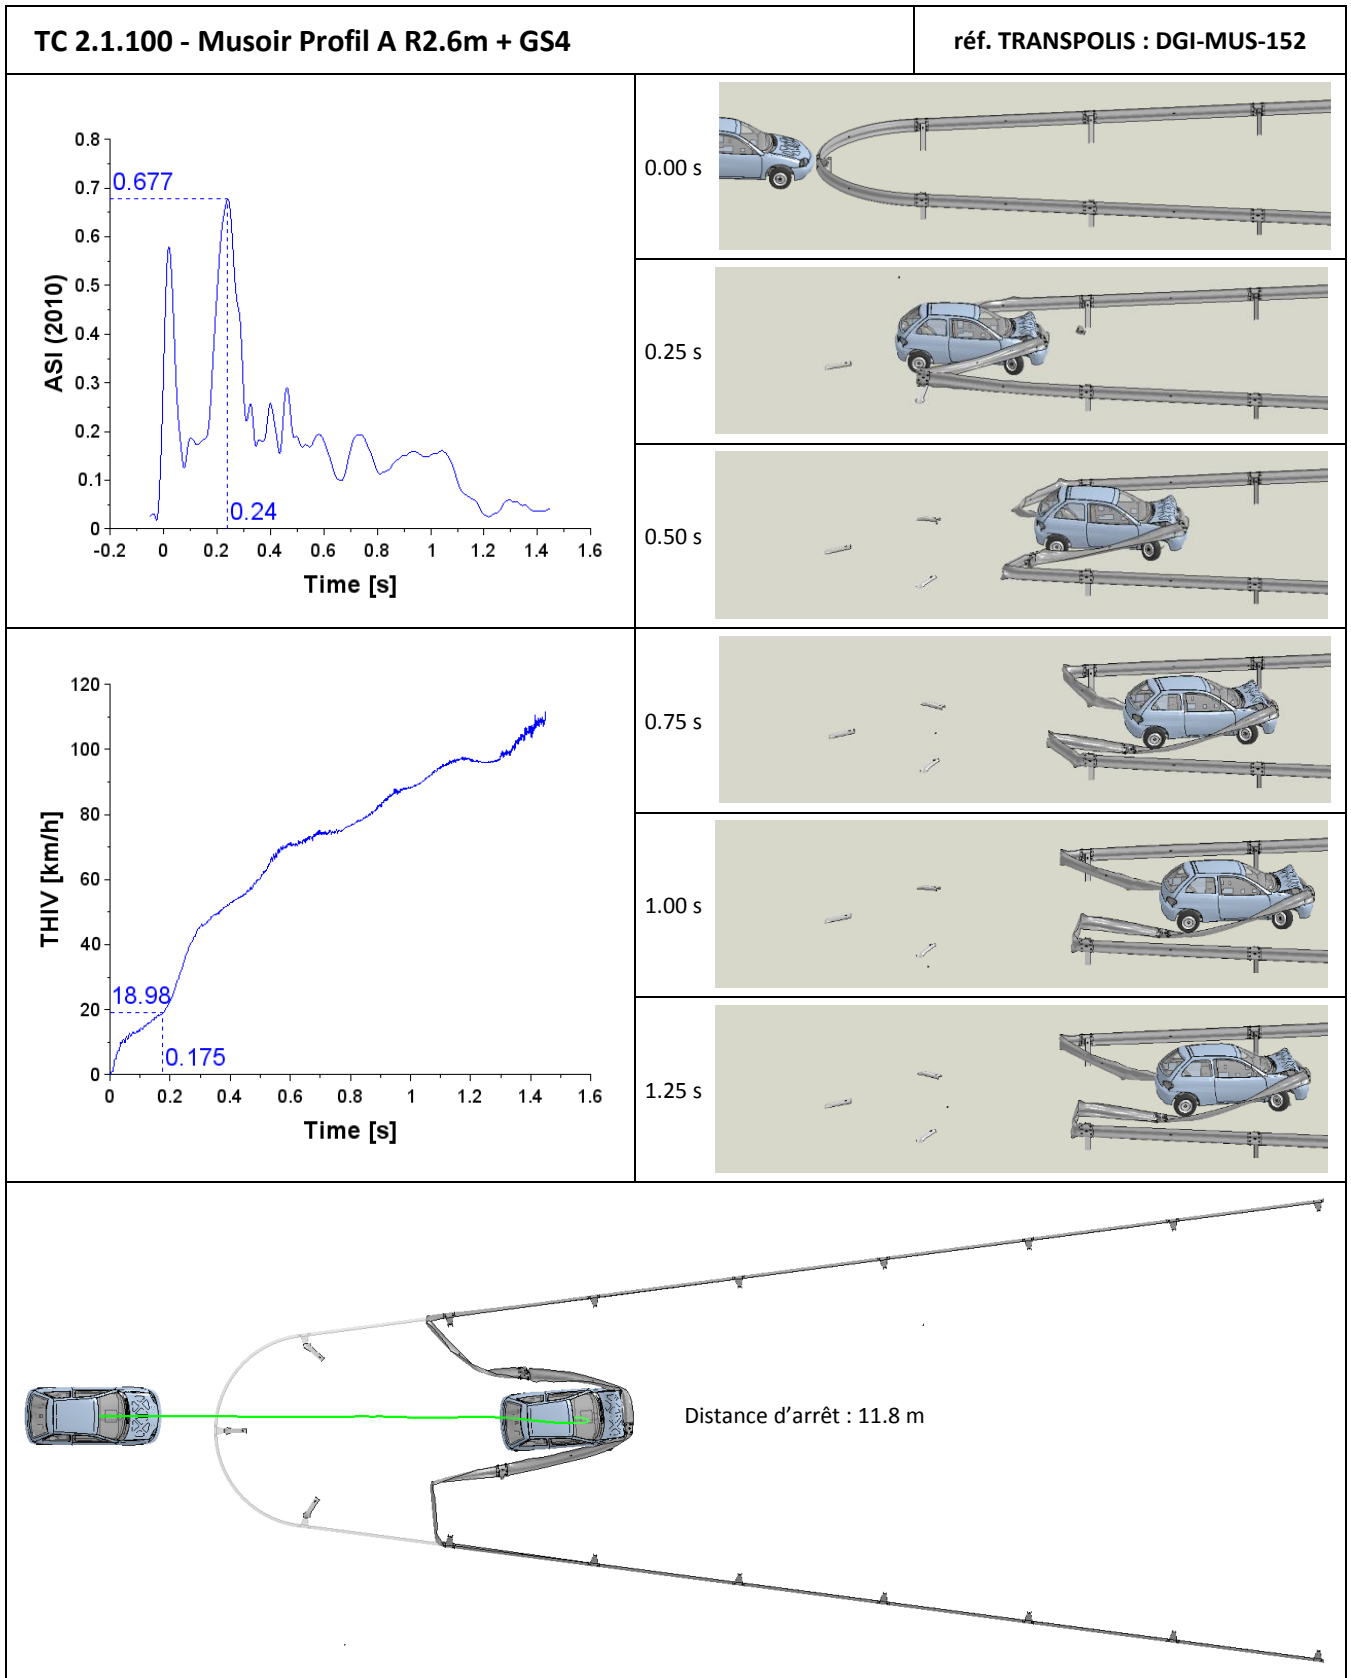 TC 2.1.100 - Musoir Profil A R2.6m + GS4
réf. TRANSPOLIS : DGI-MUS-152
0.8
0.7
0.6
0.5
0.4
0.3
0.2
0.1
0
0.677
0.24
ASI (2010)
-0.2 0 0.2 0.4 0.6 0.8 1 1.2 1.4 1.6
Time [s]
0.00 s
0.25 s
0.50 s
120
100
80
60
40
20
0
18.98
0.175
THIV [km/h]
0 0.2 0.4 0.6 0.8 1 1.2 1.4 1.6
Time [s]
0.75 s
1.00 s
1.25 s
Distance d'arrêt : 11.8 m